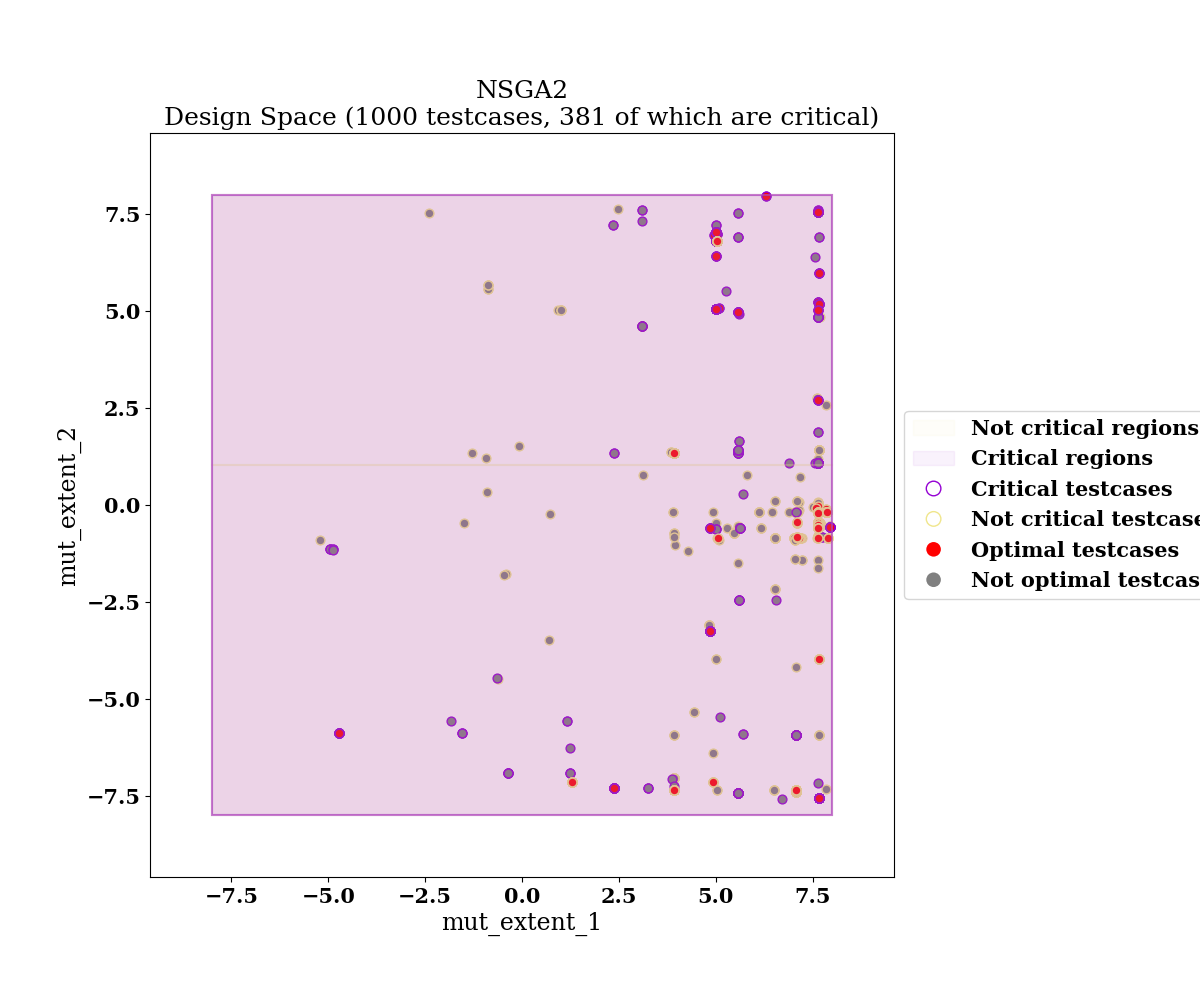 NSGA2
Design Space (1000 testcases, 381 of which are critical)
7.5
5.0
2.5
0.0
−2.5
−5.0
−7.5
mut_extent_2
−7.5 −5.0 −2.5 0.0 2.5 5.0 7.5
mut_extent_1
Not critical regions
Critical regions
Critical testcases
Not critical testcase
Optimal testcases
Not optimal testcas